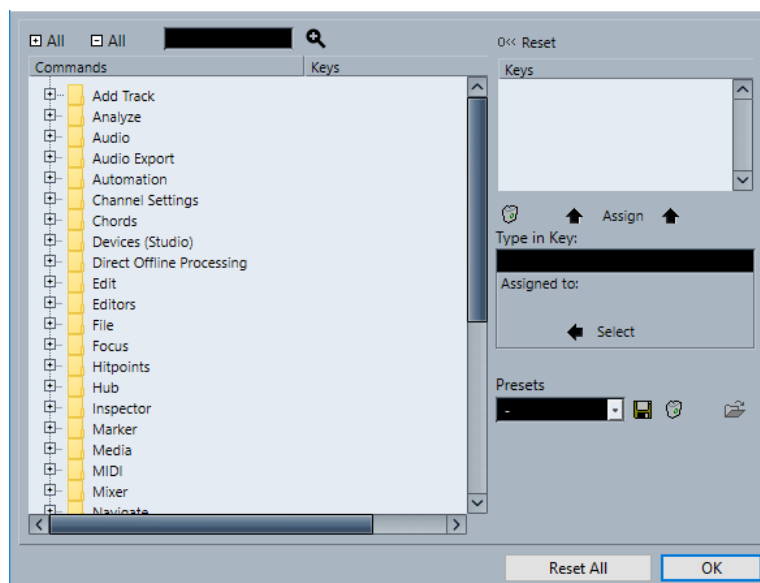 All
All
Commands
Keys
Add Track
Analyze
Audio
Audio Export
Automation
Channel Settings
Chords
Devices (Studio)
Direct Offline Processing
Edit
Editors
File
Focus
Hitpoints
Hub
Inspector
Marker
Media
MIDI
Mixer
Navigate
0<< Reset
Keys
Assign
Type in Key:
Assigned to:
Select
Presets
-
Reset All
OK